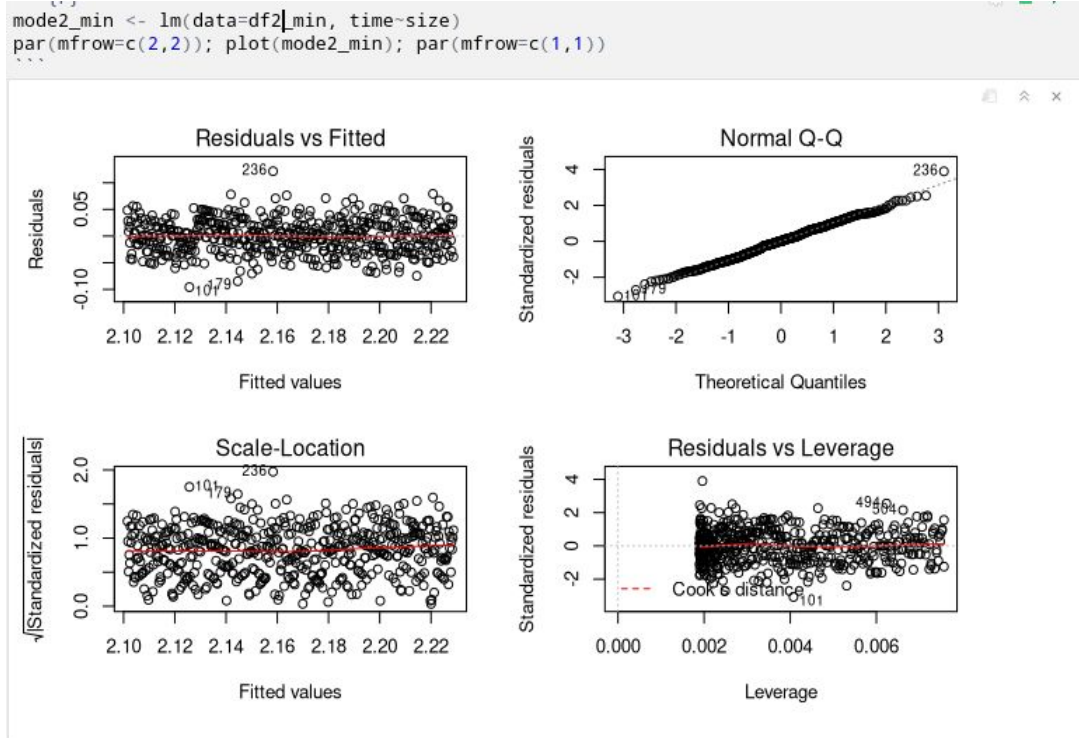 mode2_min <- lm(data=df2_min, time~size)
par(mfrow=c(2,2)); plot(mode2_min); par(mfrow=c(1,1))
```
Residuals vs Fitted
Residuals
0.05
-0.10
236
101
179
2.10 2.12 2.14 2.16 2.18 2.20 2.22
Fitted values
Normal Q-Q
Standardized residuals
4
2
0
-2
236
101
179
-3 -2 -1 0 1 2 3
Theoretical Quantiles
Scale-Location
√|Standardized residuals|
2.0
1.0
0.0
236
101
179
2.10 2.12 2.14 2.16 2.18 2.20 2.22
Fitted values
Residuals vs Leverage
Standardized residuals
4
2
0
-2
494
504
Cook's distance
101
0.000 0.002 0.004 0.006
Leverage